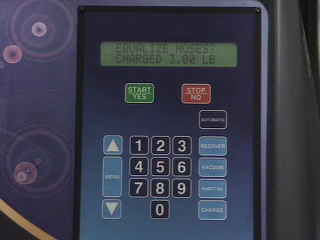 EQUALIZE HOSES?
CHARGED 3.00 LB
START
YES
STOP
NO
AUTOMATIC
1 2 3
RECOVER
4 5 6
VACUUM
MENU
7 8 9
0
CHARGE